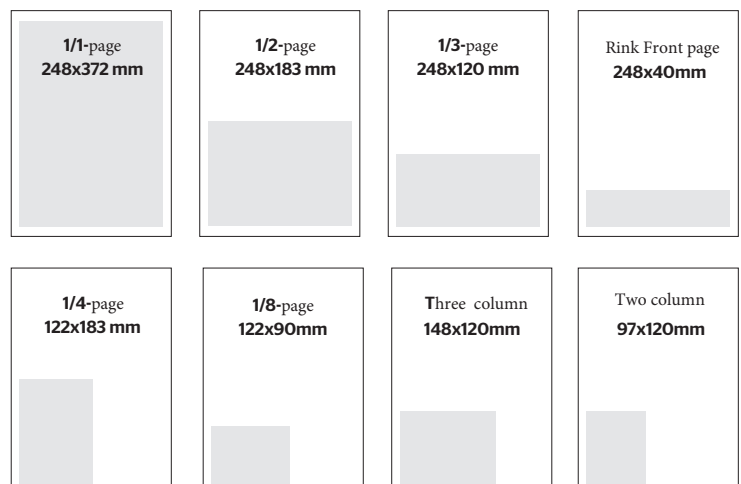 1/1-page
248x372 mm
1/2-page
248x183 mm
1/3-page
248x120 mm
Rink Front page
248x40mm
1/4-page
122x183 mm
1/8-page
122x90mm
Three column
148x120mm
Two column
97x120mm